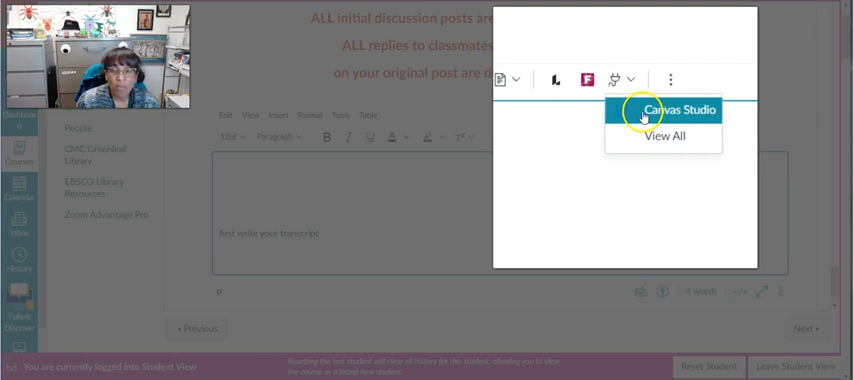 ALL initial discussion posts are
ALL replies to classmates
on your original post are d
Canvas Studio
View All
Dashboar
d
Courses
Calendar
Inbox
History
Follett
Discover
People
CMC Greenleaf
Library
EBSCO Library
Resources
Zoom Advantage Pro
Edit View Insert Format Tools Table
12pt Paragraph B I U A T²
first write your transcript
p
4 words </>
‹ Previous
Next ›
You are currently logged into Student View
Resetting the test student will clear all history for this student, allowing you to view
the course as a brand new student.
Reset Student
Leave Student View